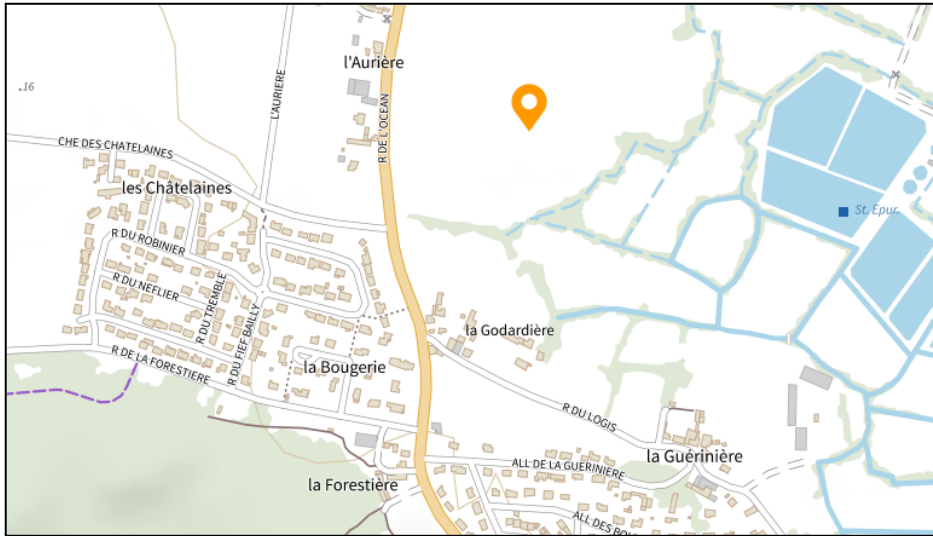 l'Aurière
.16
L'AURIERE
R DE L'OCEAN
CHE DES CHATELAINES
les Châtelaines
St. Epur.
R DU ROBINIER
R DU NEFLIER
R DU TREMBLE
R DU FIEF BAILLY
la Godardière
R DE LA FORESTIERE
la Bougerie
R DU LOGIS
la Guérinière
ALL DE LA GUERINIERE
la Forestière
ALL DES BOU